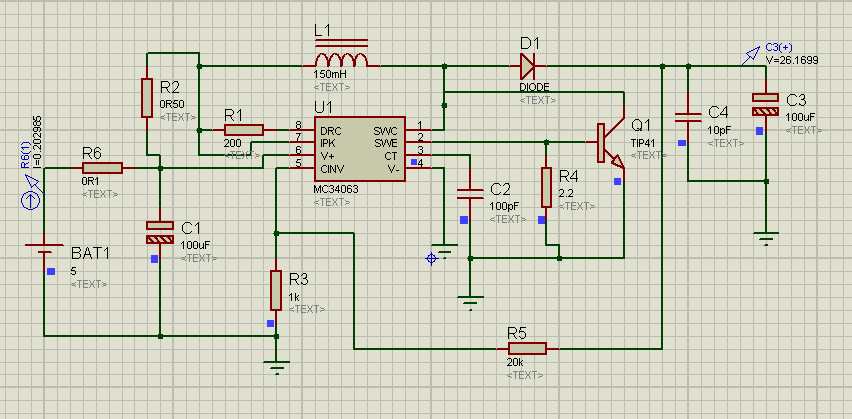 L1
150mH
<TEXT>
D1
DIODE
<TEXT>
C3(+)
V=26.1699
R2
0R50
<TEXT>
R1
200
<TEXT>
U1
8
7
6
5
DRC
IPK
V+
CINV
SWC
SWE
CT
V-
1
2
3
4
MC34063
<TEXT>
Q1
TIP41
<TEXT>
C4
10pF
<TEXT>
C3
100uF
<TEXT>
R6(1)
I=0.202985
R6
0R1
<TEXT>
C1
100uF
<TEXT>
BAT1
5
<TEXT>
C2
100pF
<TEXT>
R4
2.2
<TEXT>
R3
1k
<TEXT>
R5
20k
<TEXT>